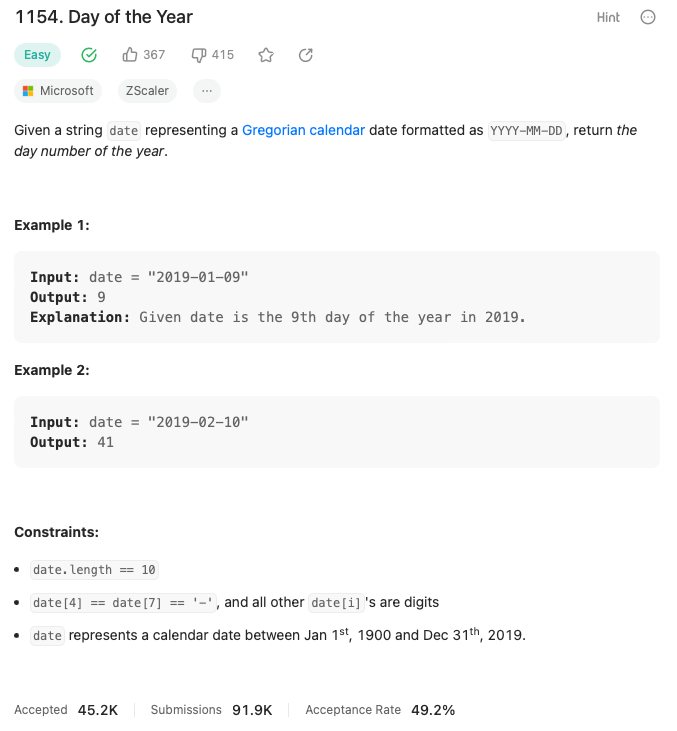 1154. Day of the Year
Hint
Easy
367
415
Microsoft
ZScaler
...
Given a string date representing a Gregorian calendar date formatted as YYYY-MM-DD, return the
day number of the year.
Example 1:
Input: date = "2019-01-09"
Output: 9
Explanation: Given date is the 9th day of the year in 2019.
Example 2:
Input: date = "2019-02-10"
Output: 41
Constraints:
• date.length == 10
• date[4] == date[7] == '-', and all other date[i]'s are digits
• date represents a calendar date between Jan 1st, 1900 and Dec 31th, 2019.
Accepted 45.2K Submissions 91.9K Acceptance Rate 49.2%